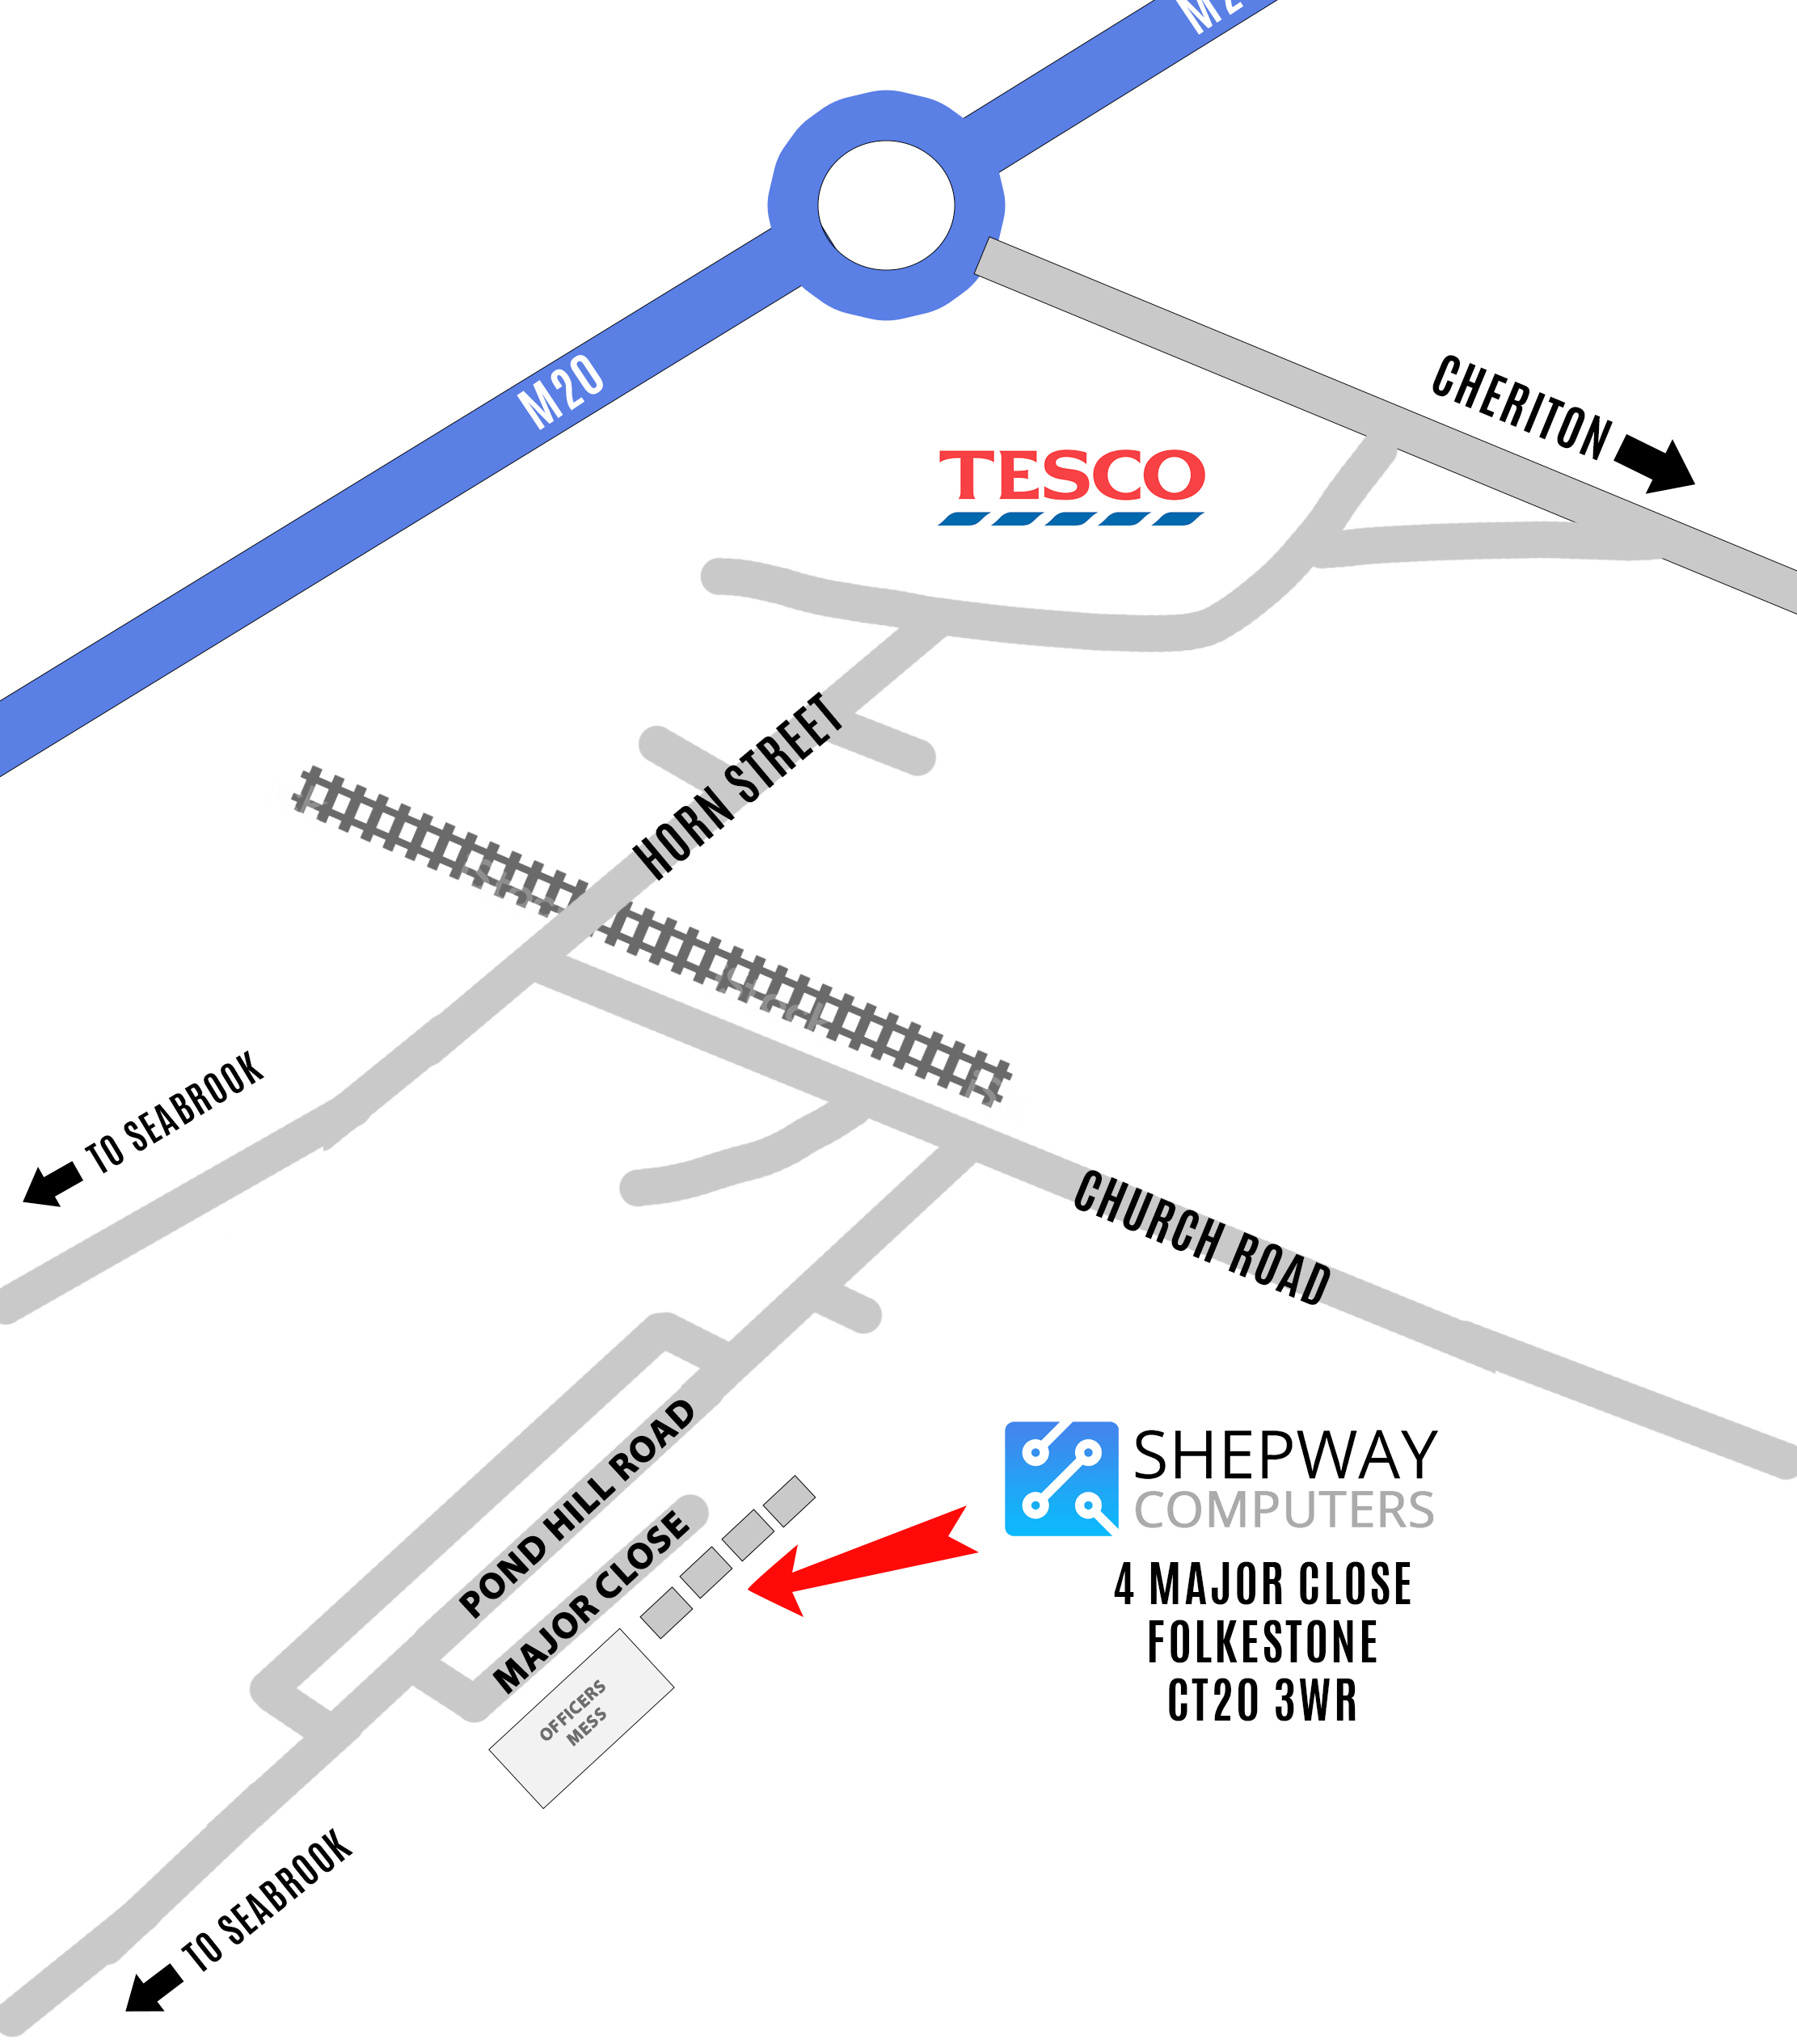 M2
M20
CHERITON
TESCO
HORN STREET
TO SEABROOK
CHURCH ROAD
POND HILL ROAD
MAJOR CLOSE
SHEPWAY
COMPUTERS
4 MAJOR CLOSE
FOLKESTONE
CT20 3WR
OFFICERS
MESS
TO SEABROOK